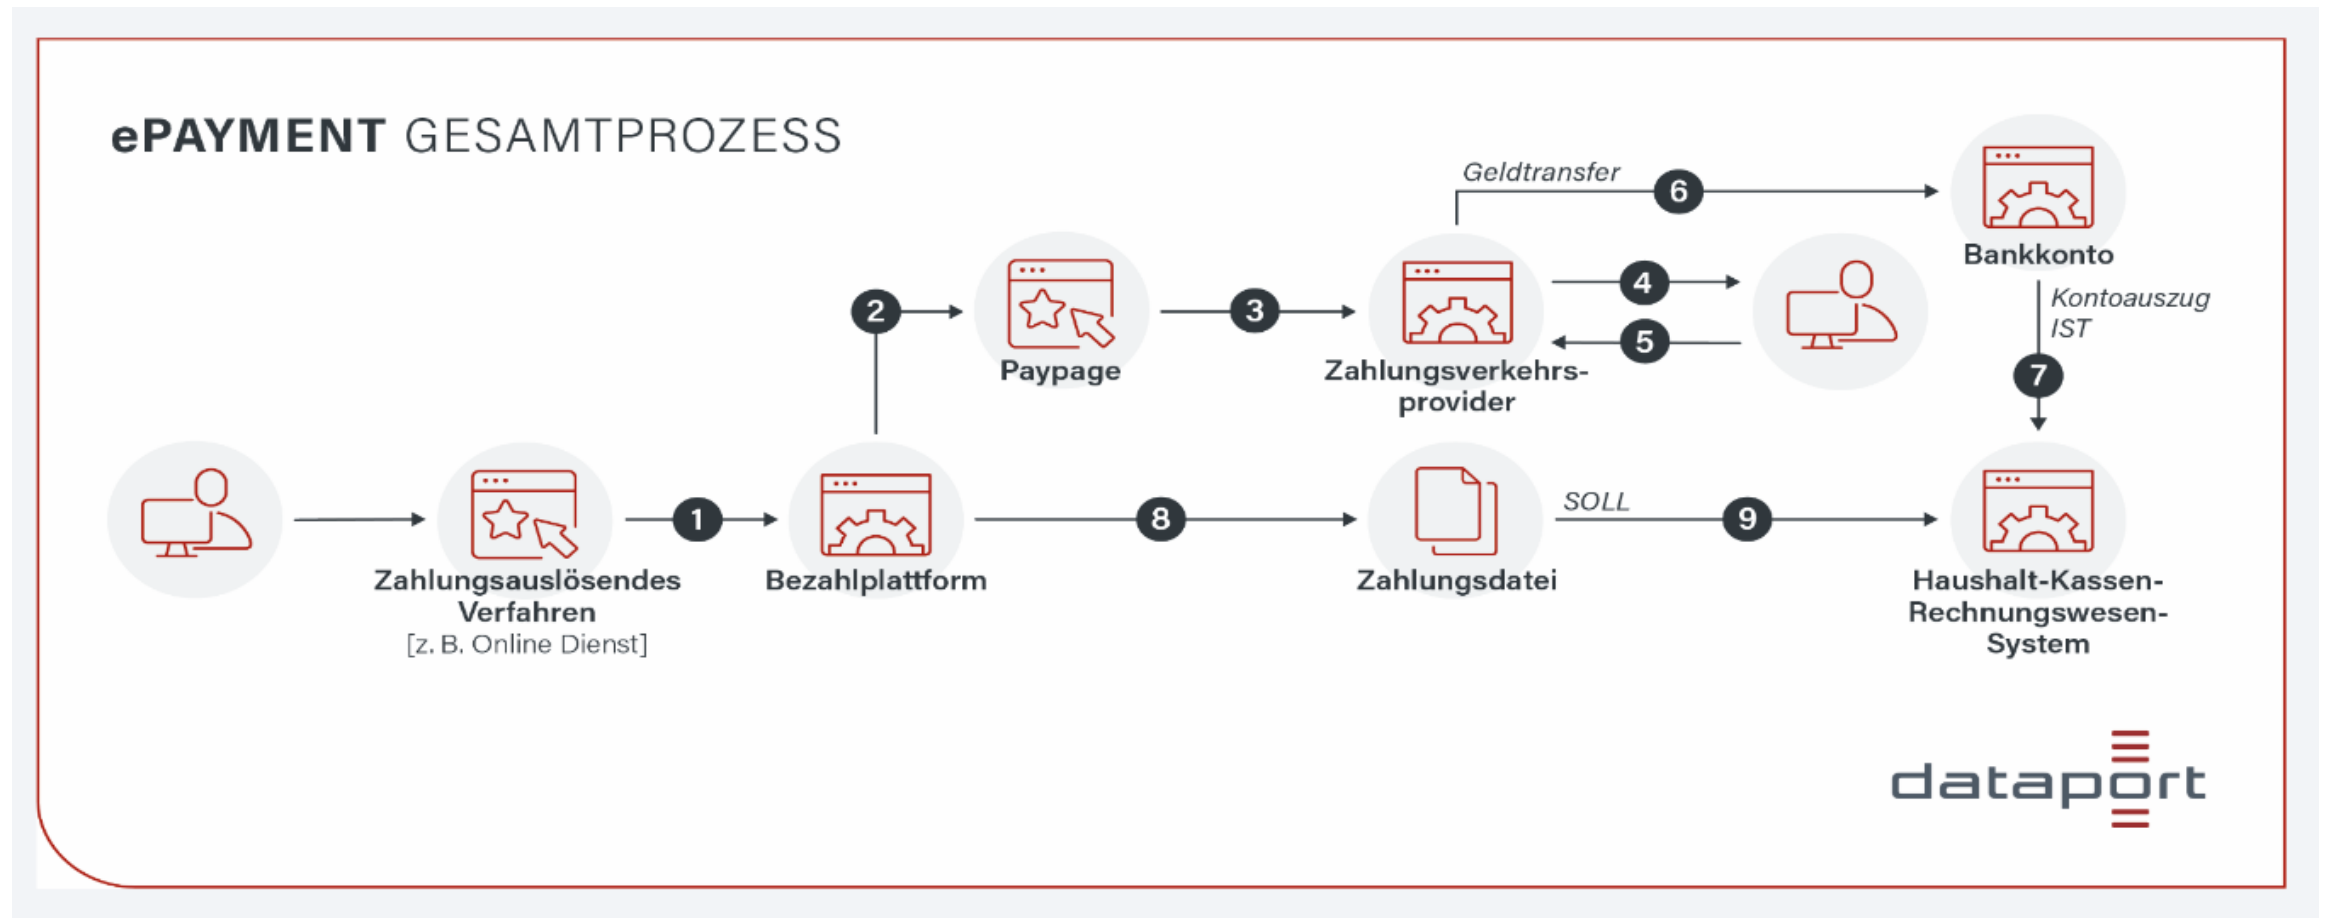 ePAYMENT GESAMTPROZESS
Geldtransfer
6
Bankkonto
4
2
3
5
Kontoauszug
IST
Paypage
Zahlungsverkehrs-
provider
7
1
8
SOLL
9
Zahlungsauslösendes
Verfahren
[z. B. Online Dienst]
Bezahlplattform
Zahlungsdatei
Haushalt-Kassen-
Rechnungswesen-
System
dataport